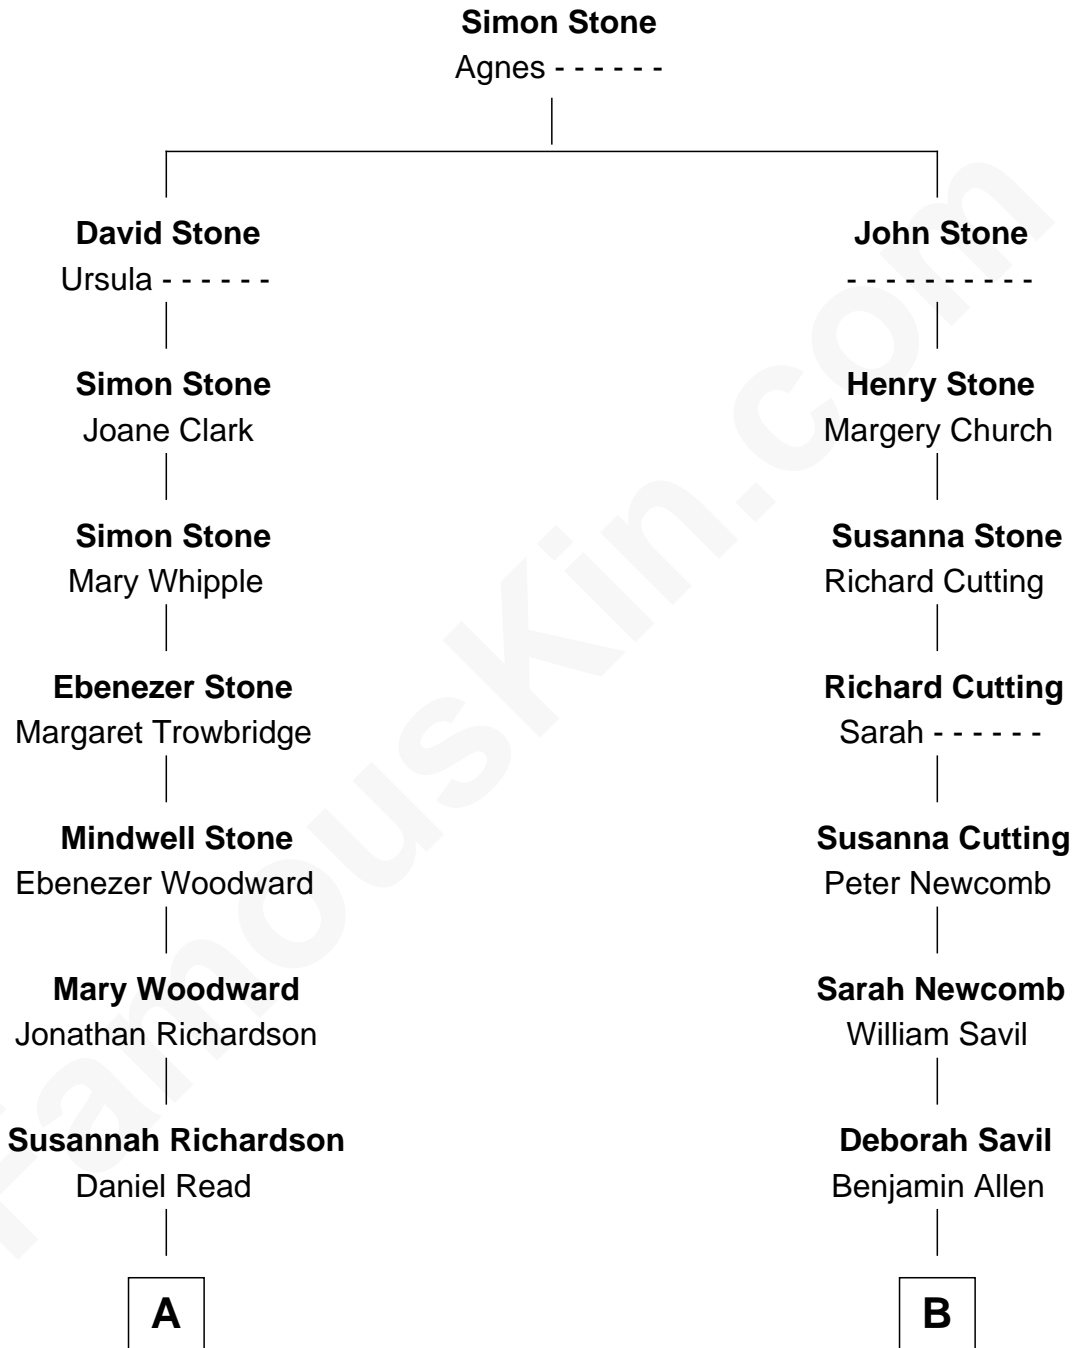 Simon Stone
Agnes - - - - - -
David Stone
Ursula - - - - - -
John Stone
- - - - - - - - - -
Simon Stone
Joane Clark
Henry Stone
Margery Church
Simon Stone
Mary Whipple
Susanna Stone
Richard Cutting
Ebenezer Stone
Margaret Trowbridge
Richard Cutting
Sarah - - - - - -
Mindwell Stone
Ebenezer Woodward
Susanna Cutting
Peter Newcomb
Mary Woodward
Jonathan Richardson
Sarah Newcomb
William Savil
Susannah Richardson
Daniel Read
Deborah Savil
Benjamin Allen
A
B
FamousKin.com